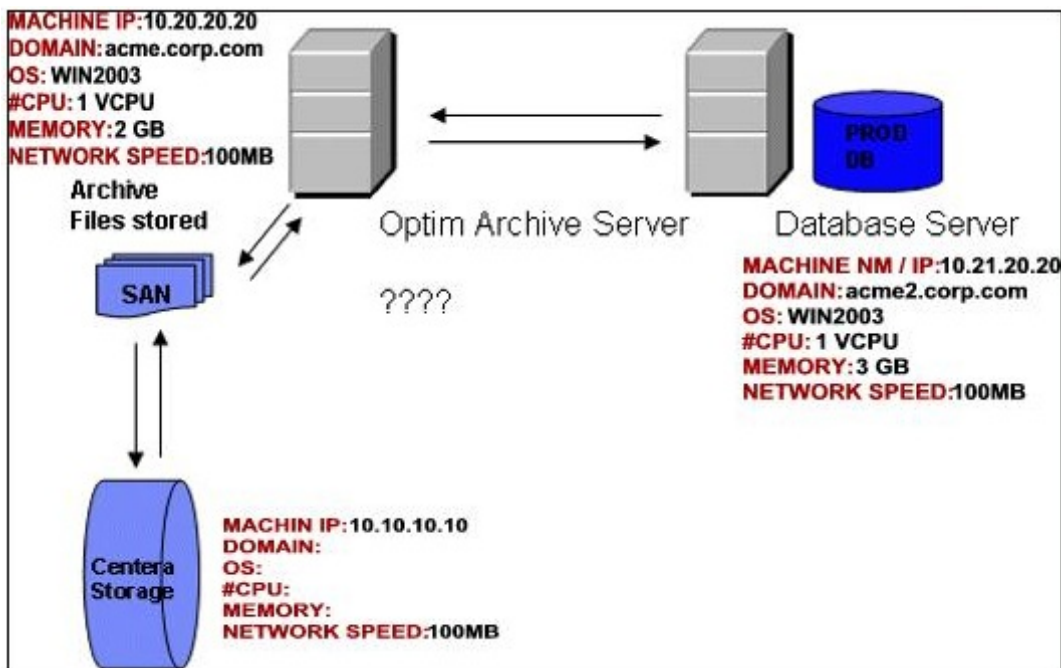 MACHINE IP:10.20.20.20
DOMAIN: acme.corp.com
OS: WIN2003
#CPU: 1 VCPU
MEMORY: 2 GB
NETWORK SPEED:100MB
Archive
Files stored
SAN
Optim Archive Server
????
PROD
DB
Database Server
MACHINE NM / IP:10.21.20.20
DOMAIN: acme2.corp.com
OS: WIN2003
#CPU: 1 VCPU
MEMORY: 3 GB
NETWORK SPEED:100MB
Centera
Storage
MACHIN IP:10.10.10.10
DOMAIN:
OS:
#CPU:
MEMORY:
NETWORK SPEED:100MB